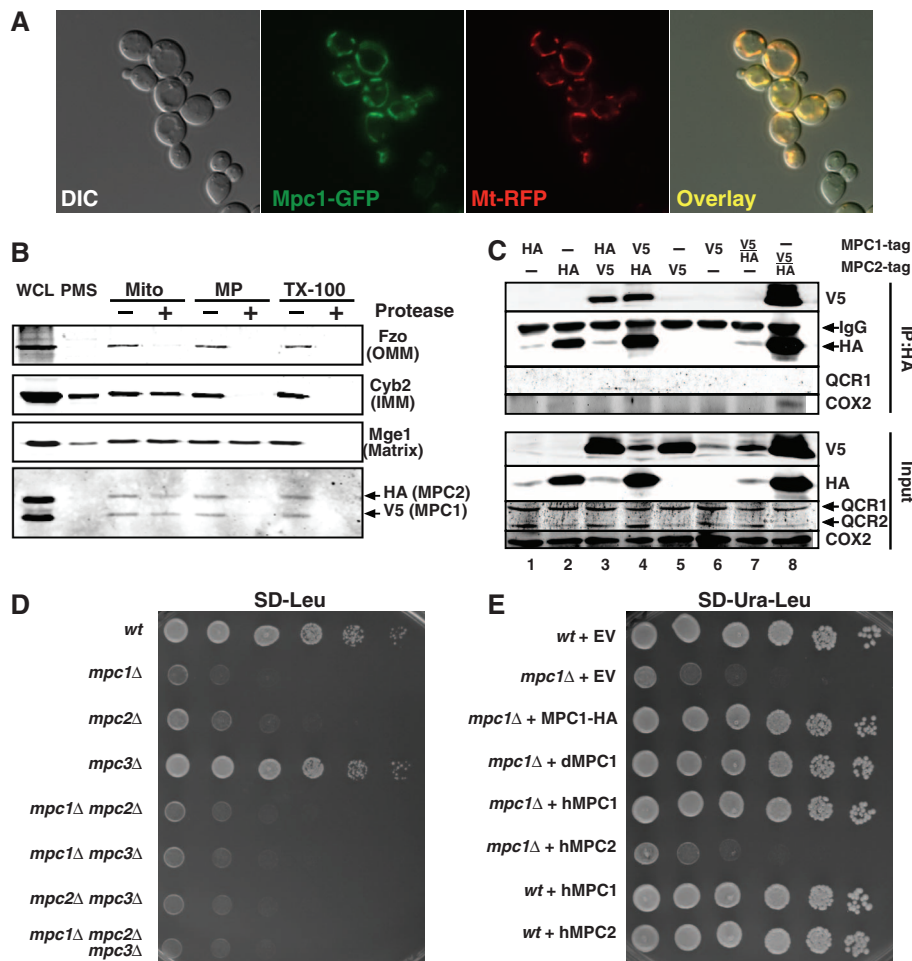 A
DIC
Mpc1-GFP
Mt-RFP
Overlay
B
WCL PMS Mito MP TX-100
– + – + – + Protease
Fzo
(OMM)
Cyb2
(IMM)
Mge1
(Matrix)
HA (MPC2)
V5 (MPC1)
C
HA – HA V5 – V5 V5/HA – MPC1-tag
– HA V5 HA V5 – – V5/HA MPC2-tag
V5
IgG
HA
QCR1
COX2
IP:HA
V5
HA
QCR1
QCR2
COX2
Input
1 2 3 4 5 6 7 8
D
SD-Leu
wt
mpc1Δ
mpc2Δ
mpc3Δ
mpc1Δ mpc2Δ
mpc1Δ mpc3Δ
mpc2Δ mpc3Δ
mpc1Δ mpc2Δ
mpc3Δ
E
SD-Ura-Leu
wt + EV
mpc1Δ + EV
mpc1Δ + MPC1-HA
mpc1Δ + dMPC1
mpc1Δ + hMPC1
mpc1Δ + hMPC2
wt + hMPC1
wt + hMPC2